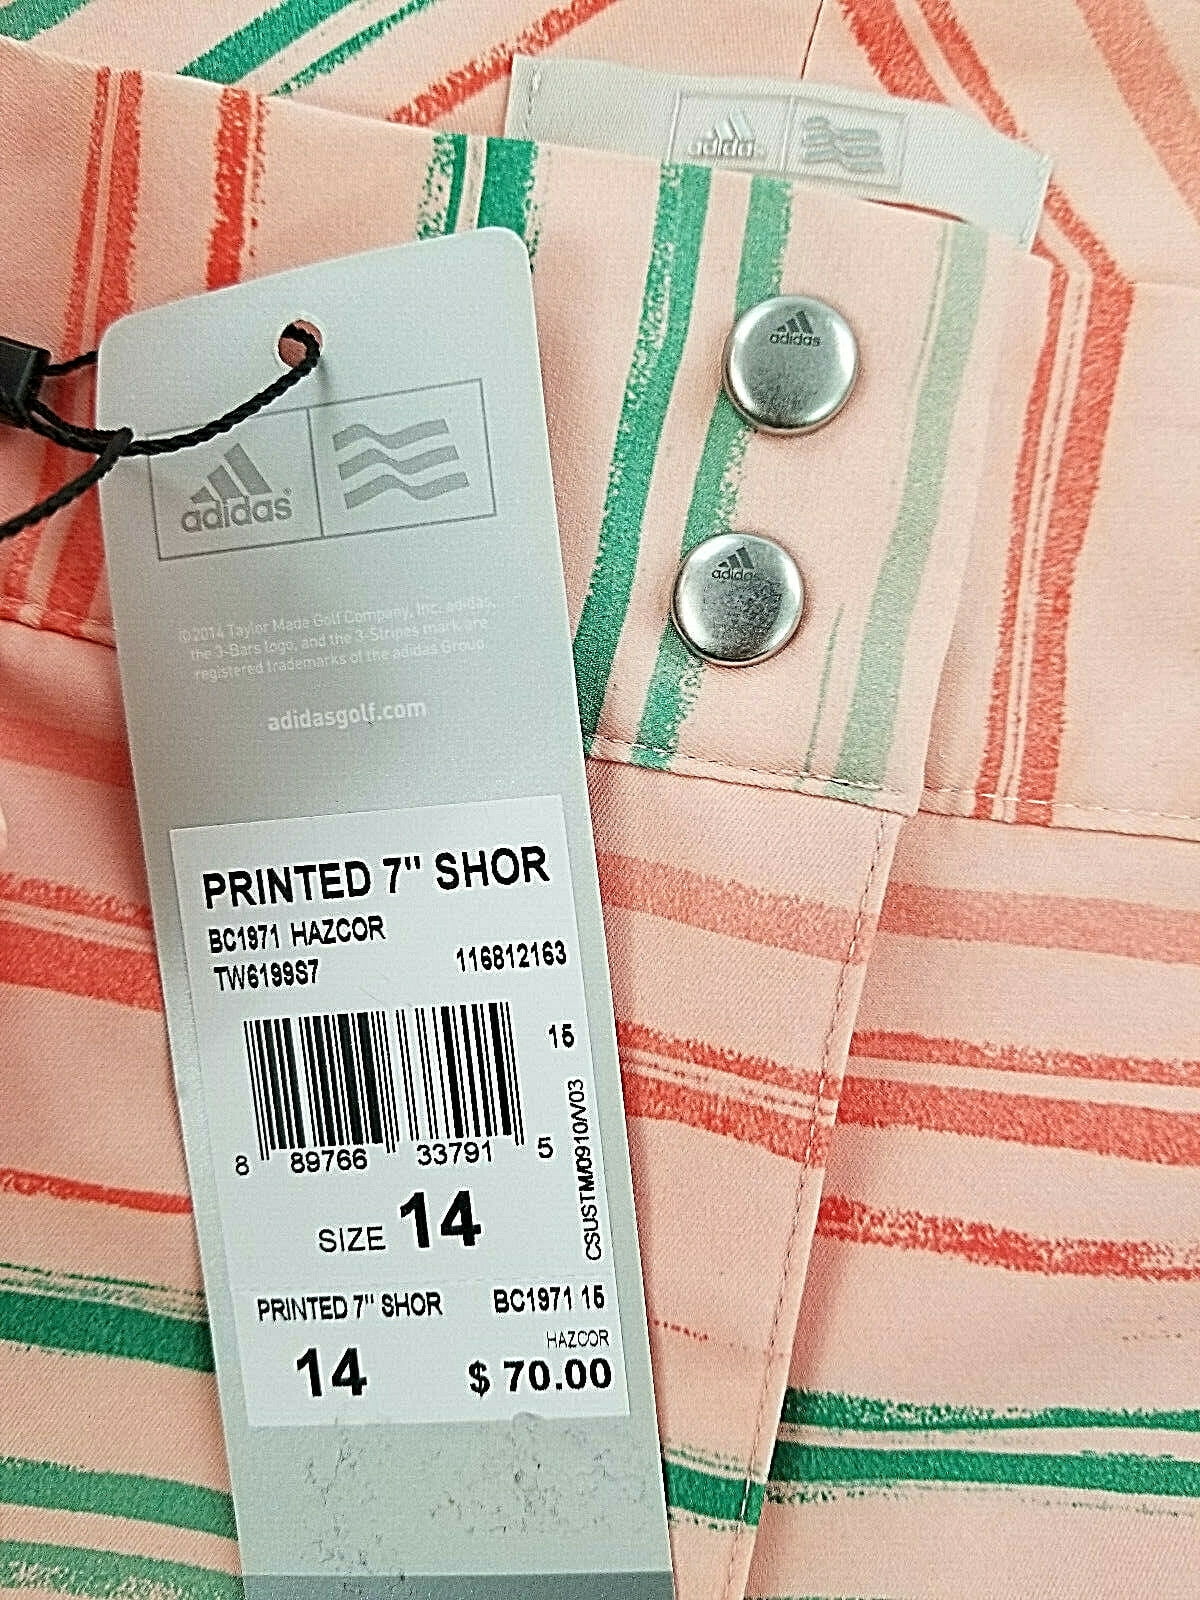 adidas
adidas
adidas
adidas®
©2014 Taylor Made Golf Company, Inc. adidas,
the 3-Bars logo, and the 3-Stripes mark are
registered trademarks of the adidas Group.
adidasgolf.com
PRINTED 7" SHOR
BC1971 HAZCOR
TW6199S7 116812163
15
8 89766 33791 5
CSUSTM/0910/V03
SIZE 14
PRINTED 7" SHOR BC1971 15
HAZCOR
14 $ 70.00